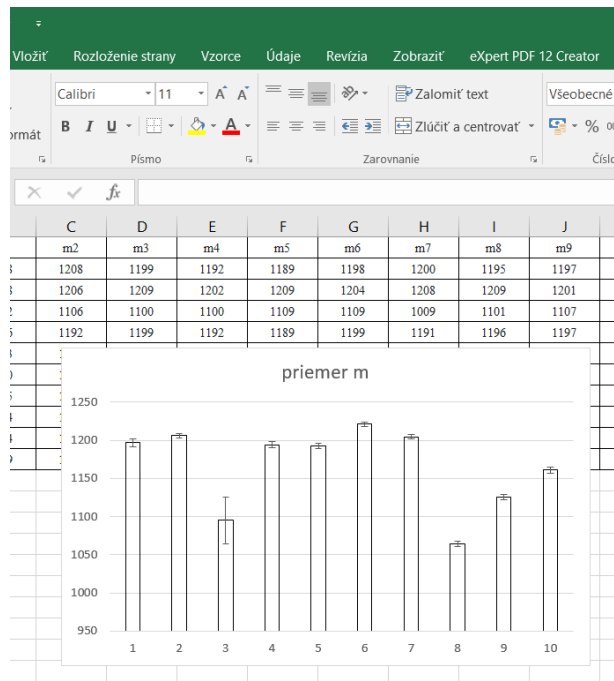 Vložiť Rozloženie strany Vzorce Údaje Revízia Zobraziť eXpert PDF 12 Creator
Calibri 11 A A Zalomiť text Všeobecné
B I U A Zlúčiť a centrovať %
Písmo Zarovnanie
fx
C D E F G H I J
m2 m3 m4 m5 m6 m7 m8 m9
1208 1199 1192 1189 1198 1200 1195 1197
1206 1209 1202 1209 1204 1208 1209 1201
1106 1100 1100 1109 1109 1009 1101 1107
1192 1199 1192 1189 1199 1191 1196 1197
priemer m
1250
1200
1150
1100
1050
1000
950
1 2 3 4 5 6 7 8 9 10